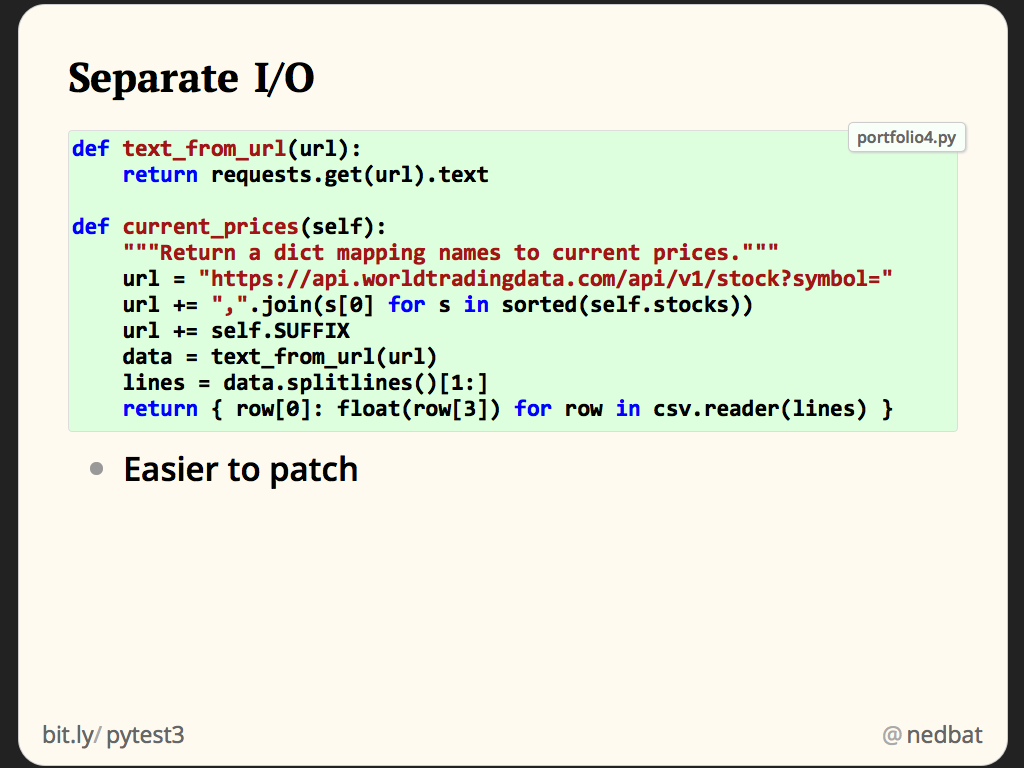 Separate I/O
portfolio4.py
def text_from_url(url):
    return requests.get(url).text

def current_prices(self):
    """Return a dict mapping names to current prices."""
    url = "https://api.worldtradingdata.com/api/v1/stock?symbol="
    url += ",".join(s[0] for s in sorted(self.stocks))
    url += self.SUFFIX
    data = text_from_url(url)
    lines = data.splitlines()[1:]
    return { row[0]: float(row[3]) for row in csv.reader(lines) }
• Easier to patch
bit.ly/pytest3
@nedbat